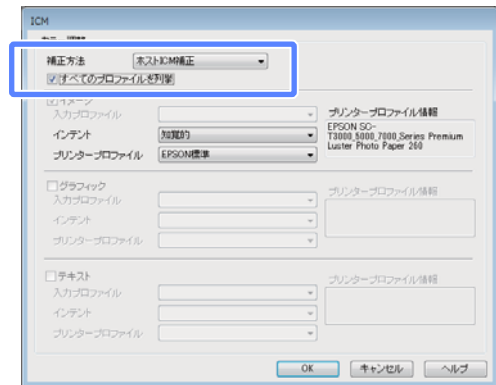 ICM
補正方法 ホストICM補正
すべてのプロファイルを列挙
イメージ
入力プロファイル
プリンタープロファイル情報
インテント 知覚的
EPSON SC-
T3000_5000_7000_Series Premium
Luster Photo Paper 260
プリンタープロファイル EPSON標準
グラフィック
入力プロファイル
プリンタープロファイル情報
インテント
プリンタープロファイル
テキスト
入力プロファイル
プリンタープロファイル情報
インテント
プリンタープロファイル
OK キャンセル ヘルプ